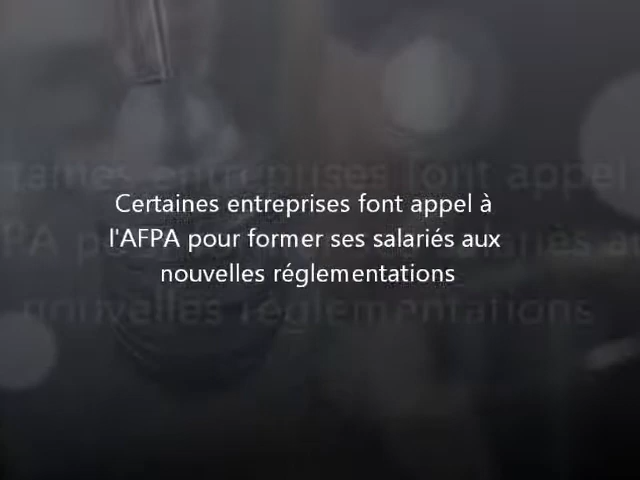 Certaines entreprises font appel à
l'AFPA pour former ses salariés aux
nouvelles réglementations